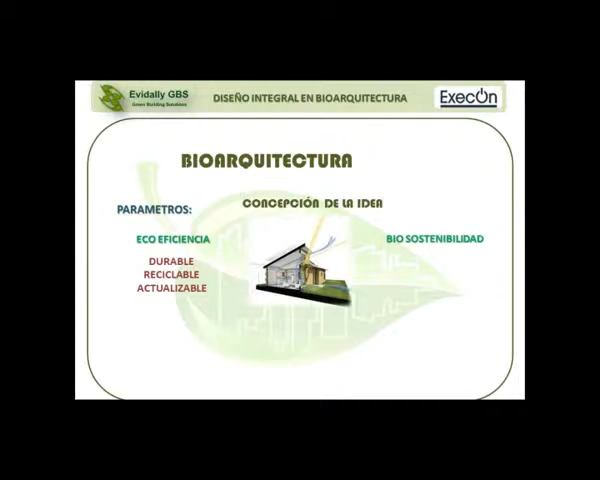 Evidally GBS
Green Building Solutions
DISEÑO INTEGRAL EN BIOARQUITECTURA
ExecOn
BIOARQUITECTURA
CONCEPCIÓN DE LA IDEA
PARAMETROS:
ECO EFICIENCIA
BIO SOSTENIBILIDAD
DURABLE
RECICLABLE
ACTUALIZABLE